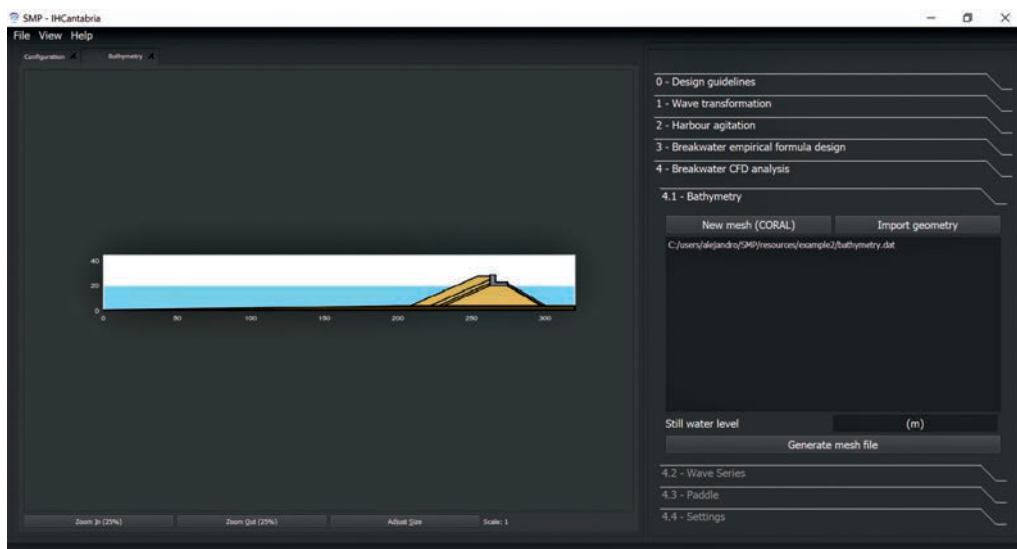 SMP - IHCantabria
File View Help
Configuration
Bathymetry
40
20
0
0 50 100 150 200 250 300
Zoom In (25%) Zoom Out (25%) Adjust Size Scale: 1
0 - Design guidelines
1 - Wave transformation
2 - Harbour agitation
3 - Breakwater empirical formula design
4 - Breakwater CFD analysis
4.1 - Bathymetry
New mesh (CORAL) Import geometry
C:/users/alejandro/SMP/resources/example2/bathymetry.dat
Still water level (m)
Generate mesh file
4.2 - Wave Series
4.3 - Paddle
4.4 - Settings